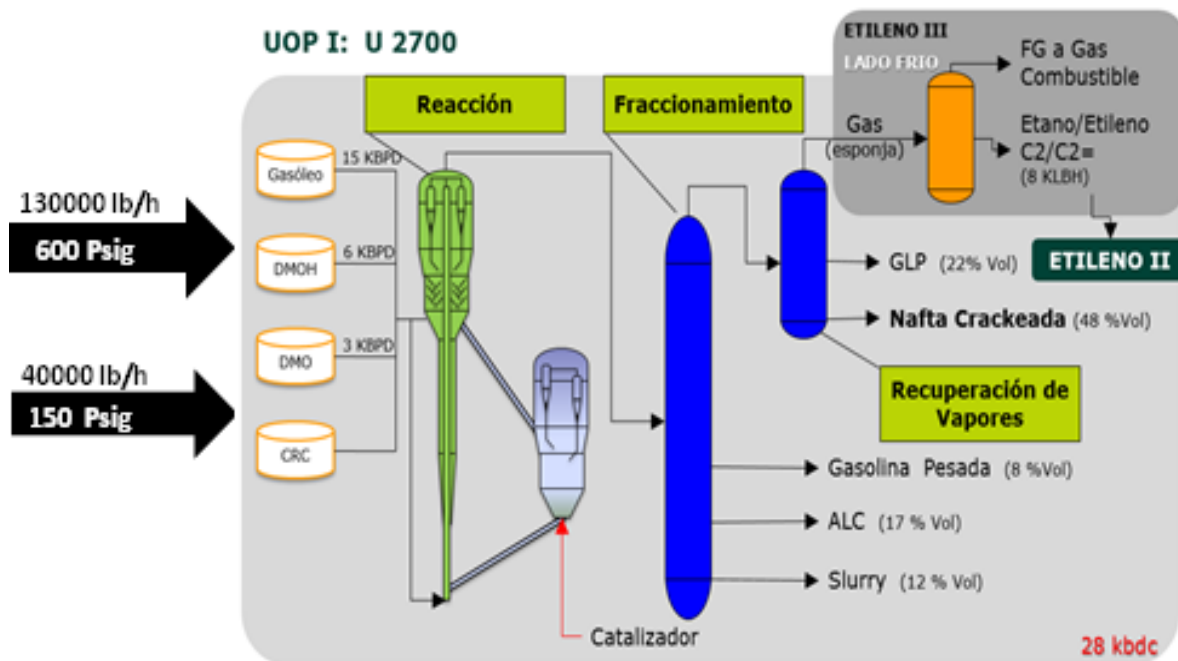 UOP I: U 2700
ETILENO III
LADO FRIO
FG a Gas
Combustible
Etano/Etileno
C2/C2=
(8 KLBH)
Gas
(esponja)
ETILENO II
Reacción
Fraccionamiento
15 KBPD
Gasóleo
130000 lb/h
600 Psig
6 KBPD
DMOH
3 KBPD
DMO
40000 lb/h
150 Psig
CRC
GLP (22% Vol)
Nafta Crackeada (48 %Vol)
Recuperación de
Vapores
Gasolina Pesada (8 %Vol)
ALC (17 % Vol)
Slurry (12 % Vol)
Catalizador
28 kbdc